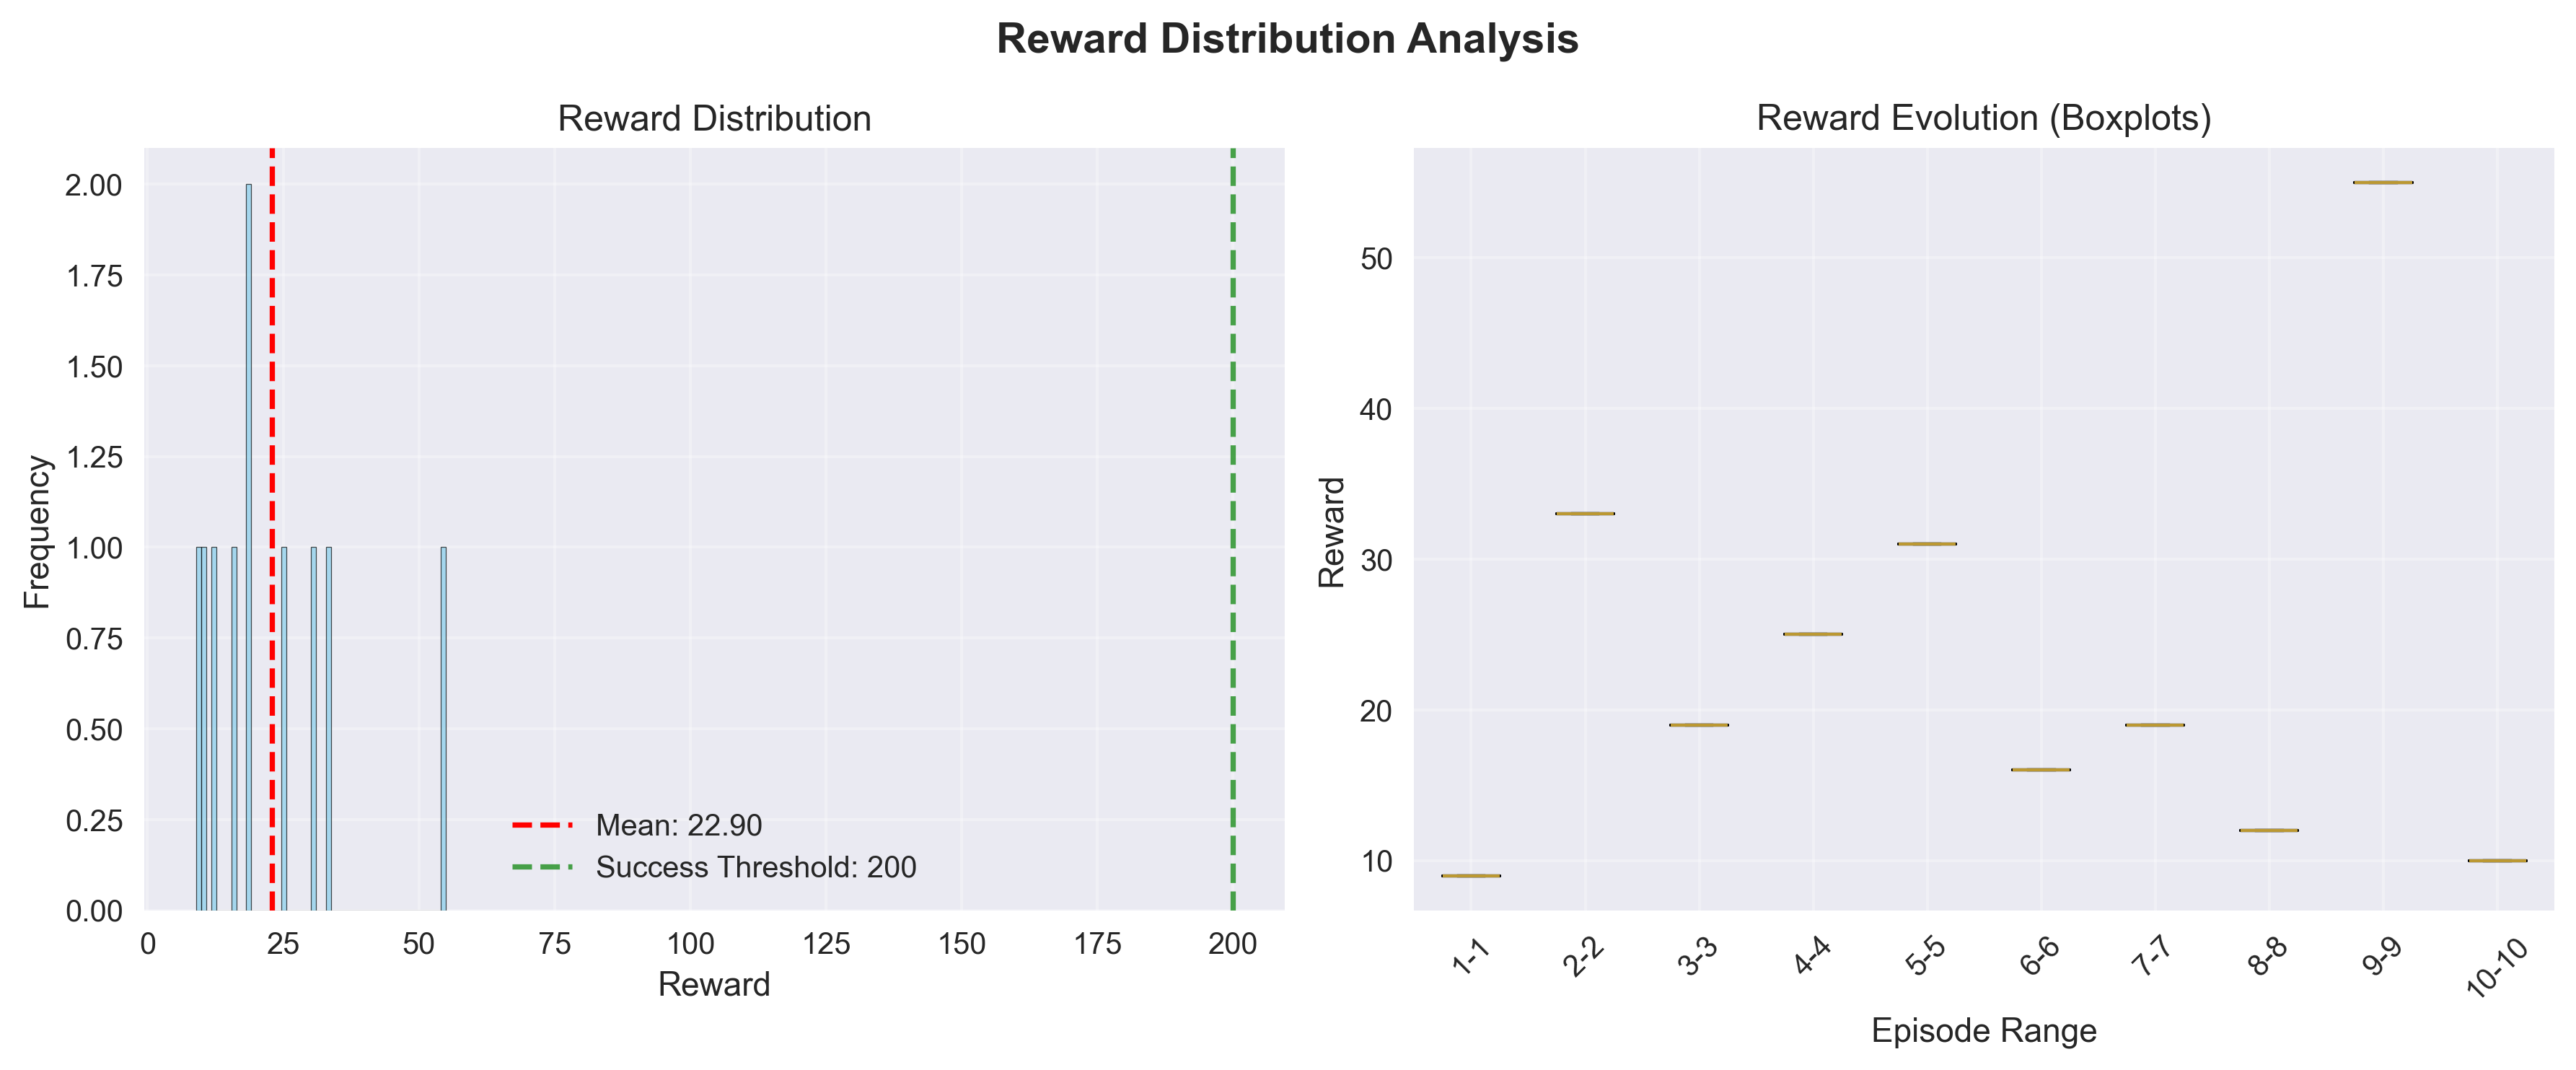 Reward Distribution Analysis
Reward Distribution
2.00
1.75
1.50
1.25
1.00
0.75
0.50
0.25
0.00
Frequency
Mean: 22.90
Success Threshold: 200
0 25 50 75 100 125 150 175 200
Reward
Reward Evolution (Boxplots)
50
40
30
20
10
Reward
1-1 2-2 3-3 4-4 5-5 6-6 7-7 8-8 9-9 10-10
Episode Range